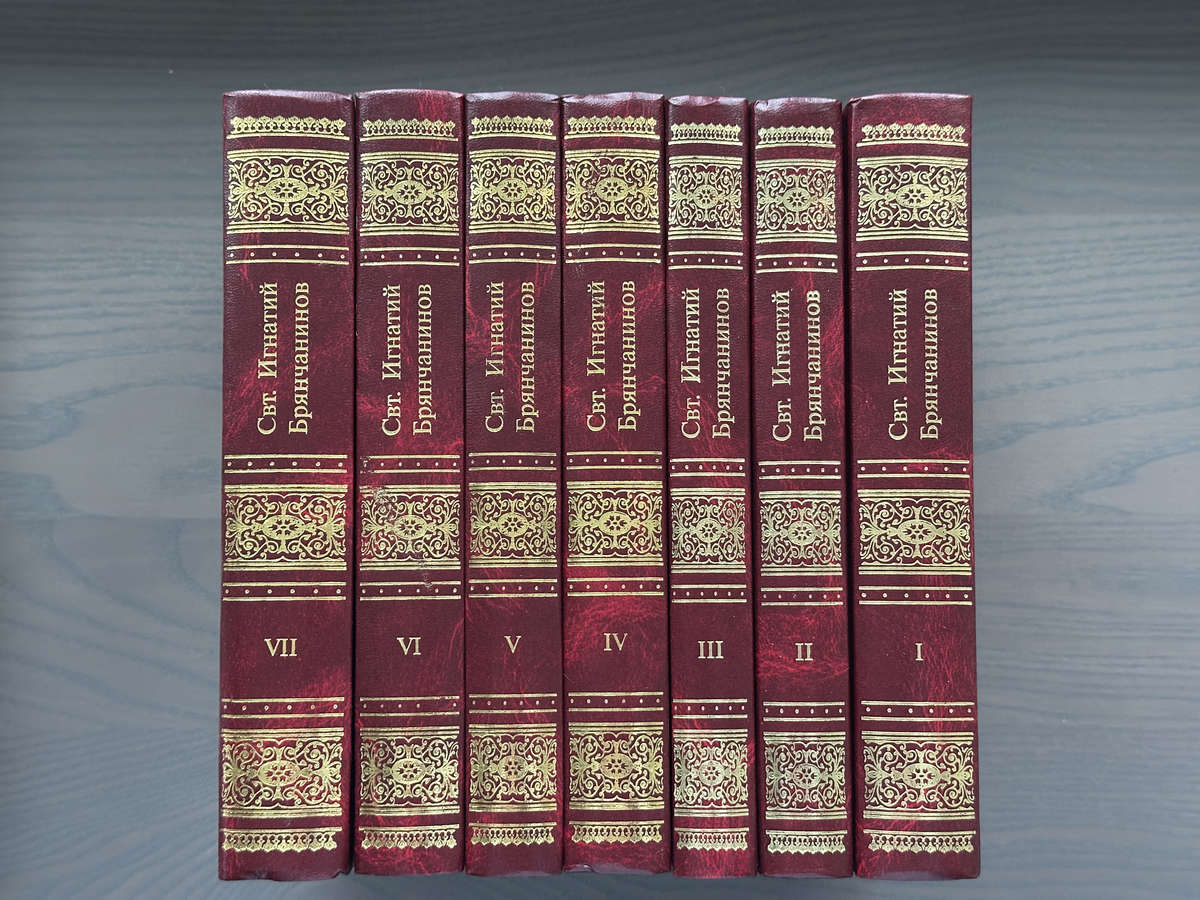 Свт. Игнатий
Брянчанинов
VII
Свт. Игнатий
Брянчанинов
VI
Свт. Игнатий
Брянчанинов
V
Свт. Игнатий
Брянчанинов
IV
Свт. Игнатий
Брянчанинов
III
Свт. Игнатий
Брянчанинов
II
Свт. Игнатий
Брянчанинов
I